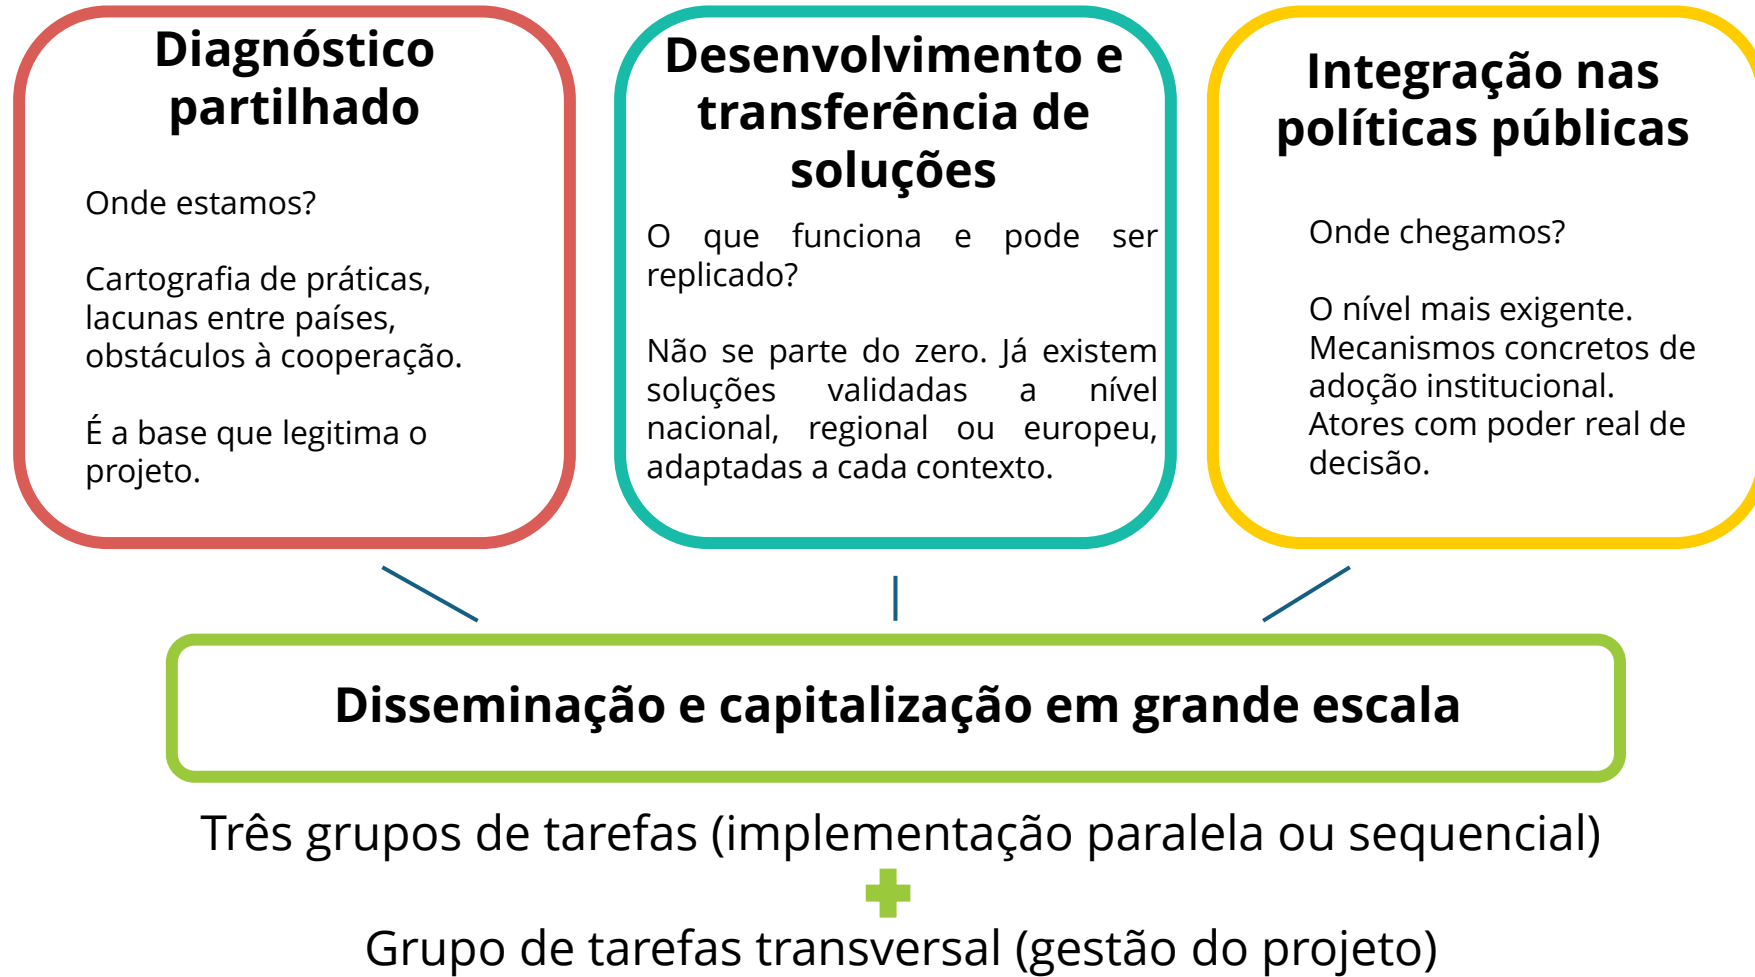 Diagnóstico
partilhado
Onde estamos?
Cartografia de práticas,
lacunas entre países,
obstáculos à cooperação.
É a base que legitima o
projeto.
Desenvolvimento e
transferência de
soluções
O que funciona e pode ser
replicado?
Não se parte do zero. Já existem
soluções validadas a nível
nacional, regional ou europeu,
adaptadas a cada contexto.
Integração nas
políticas públicas
Onde chegamos?
O nível mais exigente.
Mecanismos concretos de
adoção institucional.
Atores com poder real de
decisão.
Disseminação e capitalização em grande escala
Três grupos de tarefas (implementação paralela ou sequencial)
Grupo de tarefas transversal (gestão do projeto)